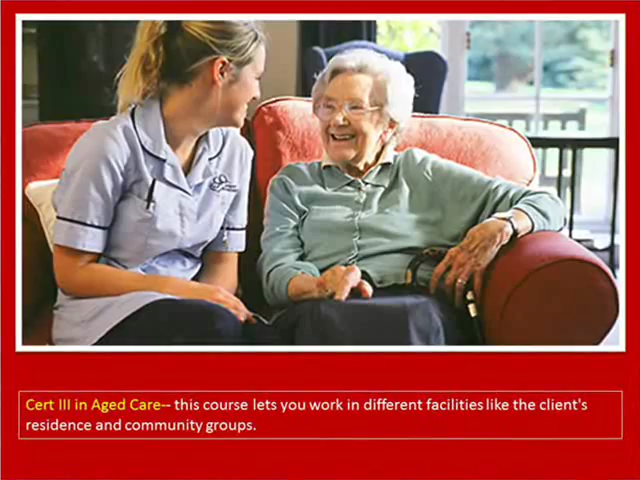 Cert III in Aged Care-- this course lets you work in different facilities like the client's
residence and community groups.